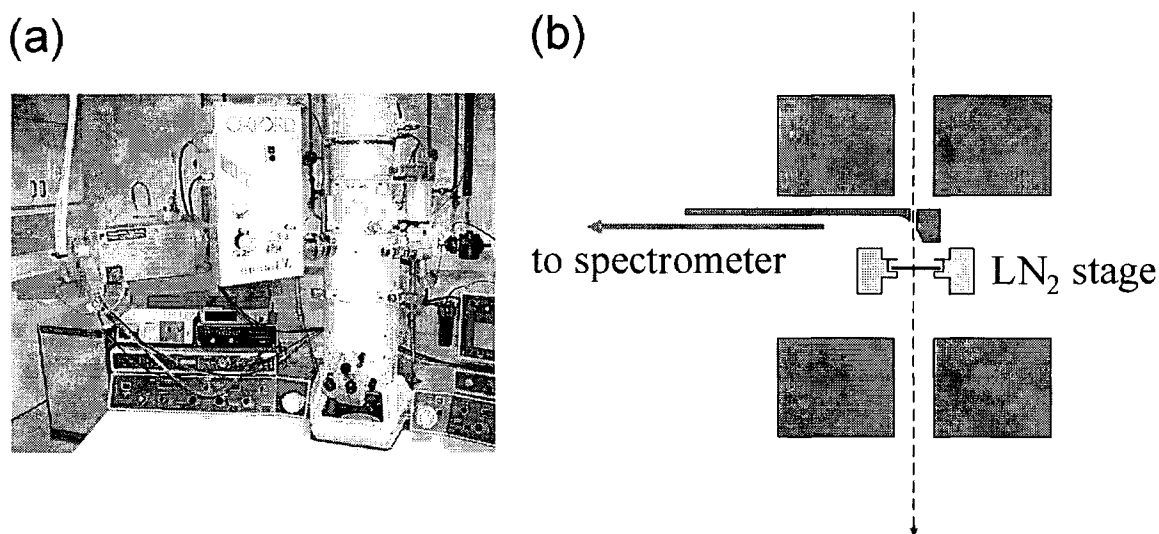 (a)
(b)
OXFORD
to spectrometer
LN₂ stage